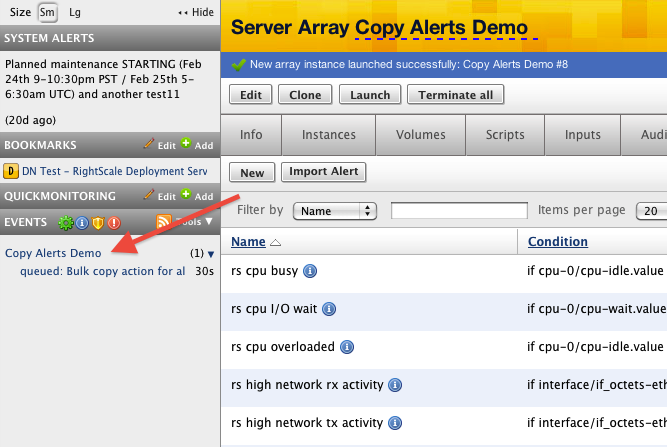 Size Sm Lg ‹‹ Hide
SYSTEM ALERTS
Planned maintenance STARTING (Feb
24th 9-10:30pm PST / Feb 25th 5-
6:30am UTC) and another test11
(20d ago)
BOOKMARKS Edit Add
D DN Test - RightScale Deployment Serv
QUICKMONITORING Edit Add
EVENTS Tools ▼
Copy Alerts Demo (1) ▼
queued: Bulk copy action for al 30s
Server Array Copy Alerts Demo
New array instance launched successfully: Copy Alerts Demo #8
Edit Clone Launch Terminate all
Info Instances Volumes Scripts Inputs Audi
New Import Alert
Filter by Name Items per page 20
Name Condition
rs cpu busy if cpu-0/cpu-idle.value
rs cpu I/O wait if cpu-0/cpu-wait.value
rs cpu overloaded if cpu-0/cpu-idle.value
rs high network rx activity if interface/if_octets-eth
rs high network tx activity if interface/if_octets-eth